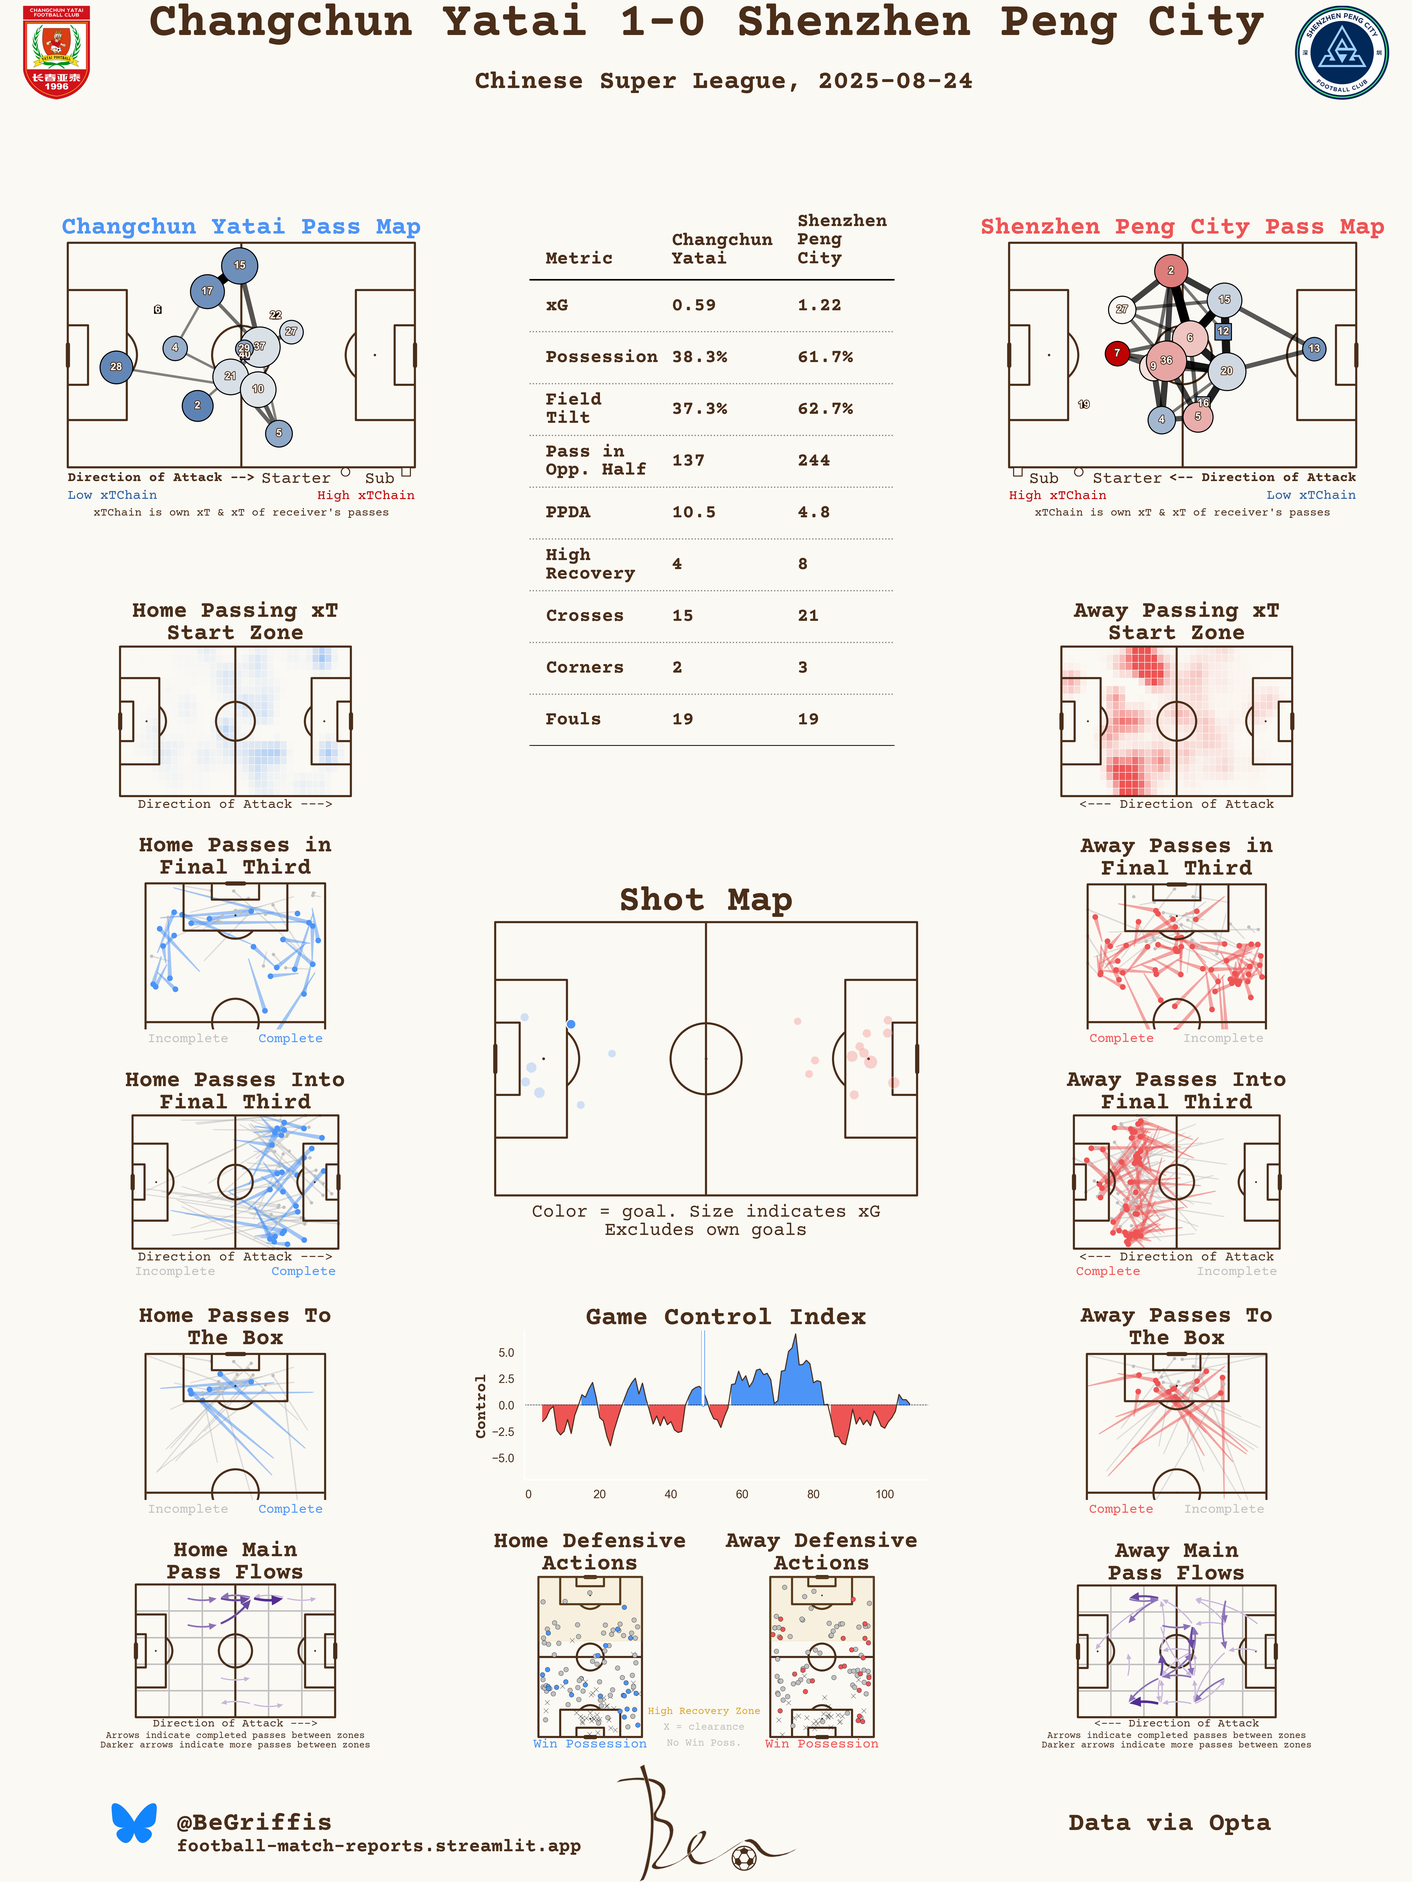 Changchun Yatai 1-0 Shenzhen Peng City
Chinese Super League, 2025-08-24
CHANGCHUN YATAI
FOOTBALL CLUB
YATAI FOOTBALL
长春亚泰
1996
SHENZHEN PENG CITY
FOOTBALL CLUB
Changchun Yatai Pass Map
15
17
6
22
27
4
29
37
28
21
10
2
5
Direction of Attack --> Starter Sub
Low xTChain High xTChain
xTChain is own xT & xT of receiver's passes
Metric Changchun Yatai Shenzhen Peng City
xG 0.59 1.22
Possession 38.3% 61.7%
Field Tilt 37.3% 62.7%
Pass in Opp. Half 137 244
PPDA 10.5 4.8
High Recovery 4 8
Crosses 15 21
Corners 2 3
Fouls 19 19
Shenzhen Peng City Pass Map
2
15
27
12
6
13
7
36
9
20
19
16
4
5
Sub Starter <-- Direction of Attack
High xTChain Low xTChain
xTChain is own xT & xT of receiver's passes
Home Passing xT
Start Zone
Direction of Attack --->
Away Passing xT
Start Zone
<--- Direction of Attack
Home Passes in
Final Third
Incomplete Complete
Away Passes in
Final Third
Complete Incomplete
Shot Map
Color = goal. Size indicates xG
Excludes own goals
Home Passes Into
Final Third
Direction of Attack --->
Incomplete Complete
Away Passes Into
Final Third
<--- Direction of Attack
Complete Incomplete
Home Passes To
The Box
Incomplete Complete
Game Control Index
Control
5.0
2.5
0.0
−2.5
−5.0
0 20 40 60 80 100
Away Passes To
The Box
Complete Incomplete
Home Main
Pass Flows
Direction of Attack --->
Arrows indicate completed passes between zones
Darker arrows indicate more passes between zones
Home Defensive
Actions
Win Possession
Away Defensive
Actions
Win Possession
High Recovery Zone
X = clearance
No Win Poss.
Away Main
Pass Flows
<--- Direction of Attack
Arrows indicate completed passes between zones
Darker arrows indicate more passes between zones
@BeGriffis
football-match-reports.streamlit.app
Ben
Data via Opta